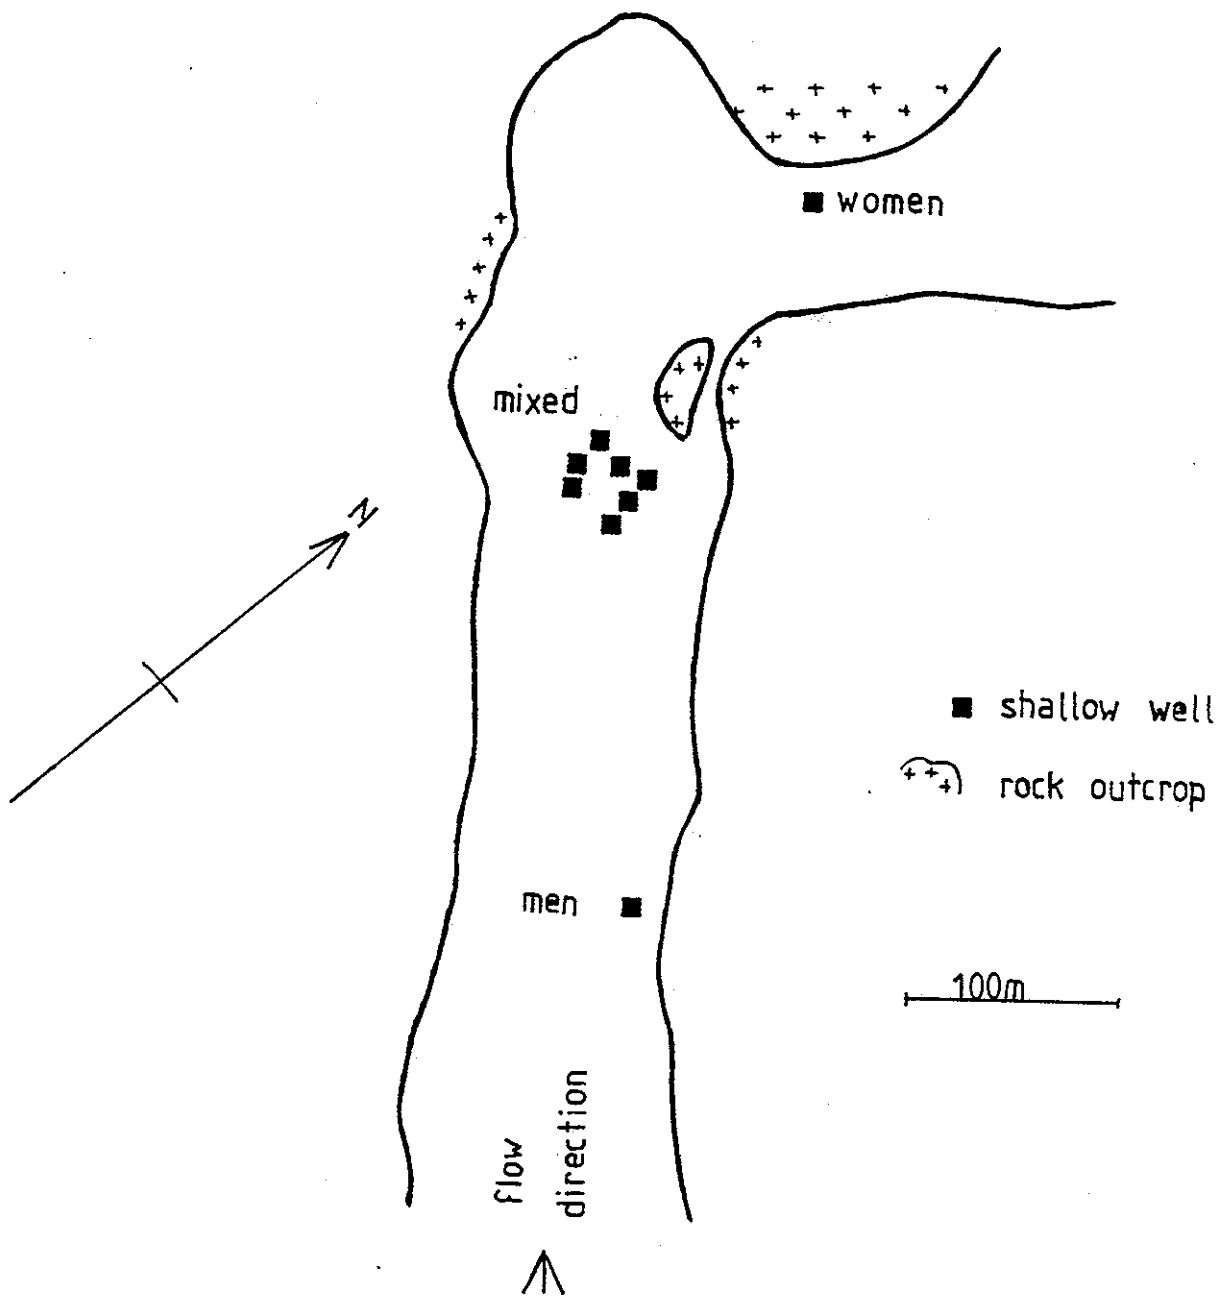 women
mixed
N
shallow well
rock outcrop
men
100m
flow
direction